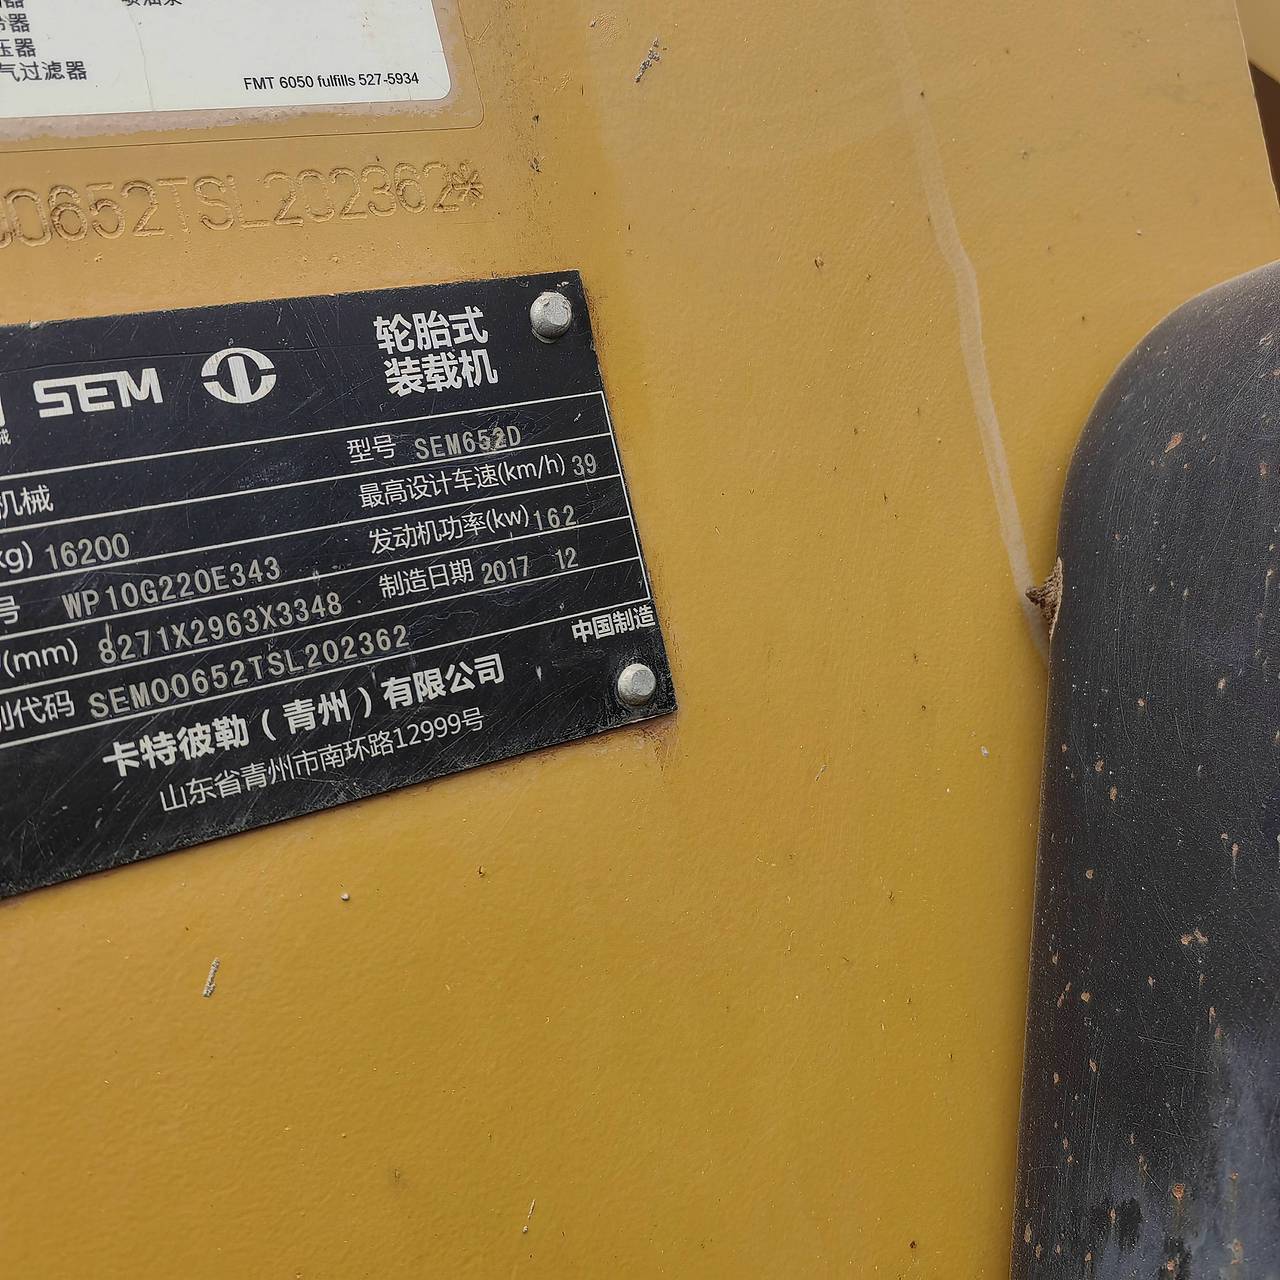 冷器
压器
气过滤器
FMT 6050 fulfills 527-5934
00652TSL202362*
SEM
轮胎式
装载机
型号 SEM652D
机械
最高设计车速(km/h) 39
kg) 16200
发动机功率(kw) 162
号 WP10G220E343
制造日期 2017 12
(mm) 8271X2963X3348
中国制造
别代码 SEM00652TSL202362
卡特彼勒（青州）有限公司
山东省青州市南环路12999号